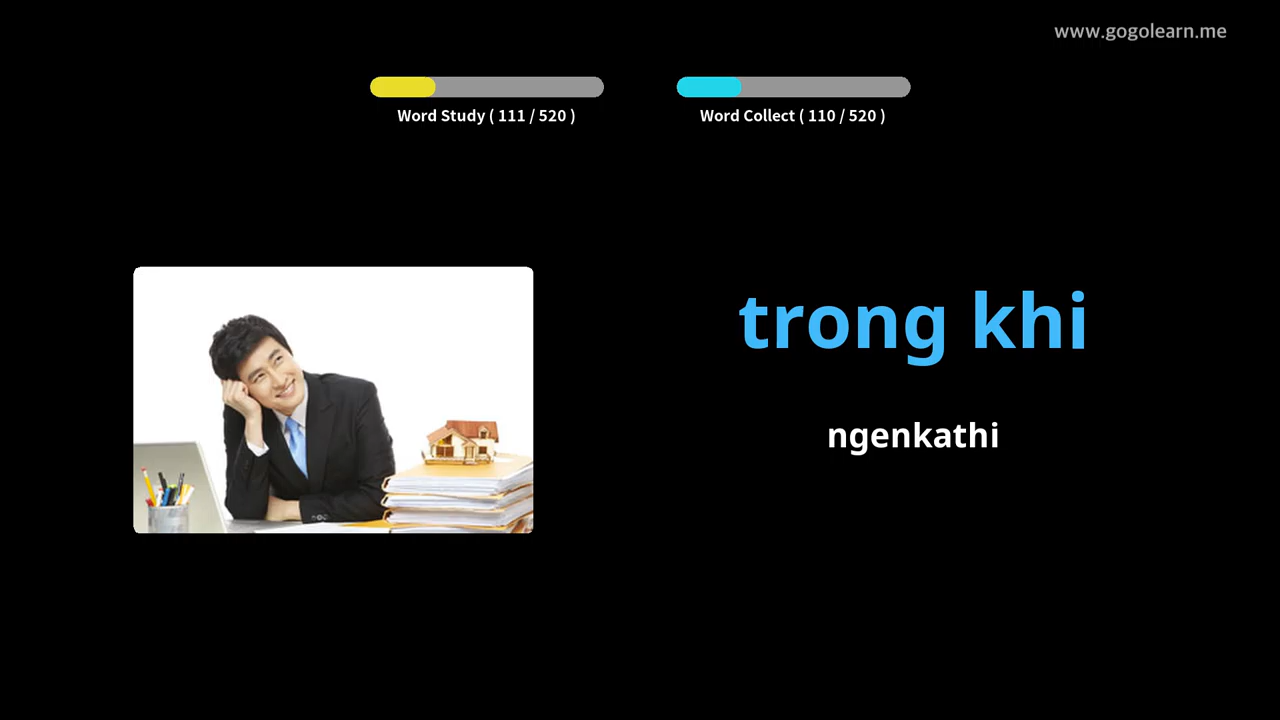 www.gogolearn.me
Word Study ( 111 / 520 )
Word Collect ( 110 / 520 )
trong khi
ngenkathi